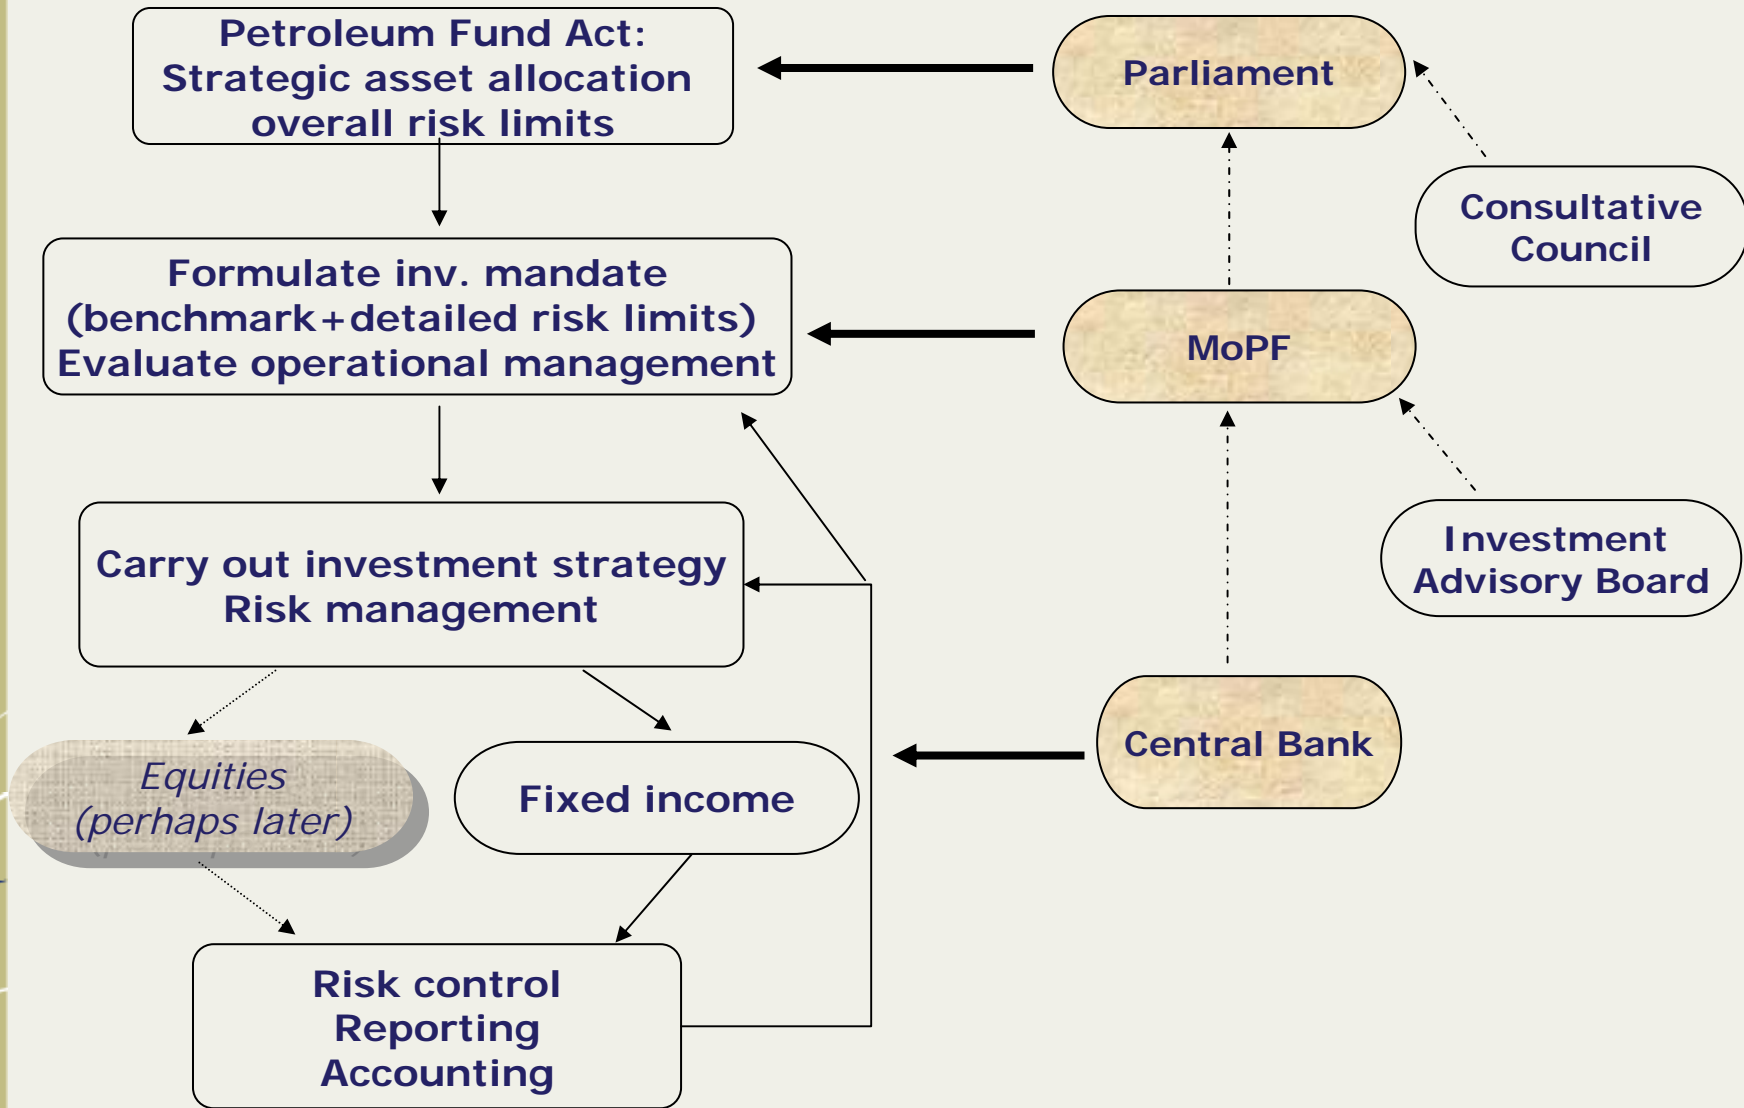 Petroleum Fund Act:
Strategic asset allocation
overall risk limits
Parliament
Consultative
Council
Formulate inv. mandate
(benchmark+detailed risk limits)
Evaluate operational management
MoPF
Investment
Advisory Board
Carry out investment strategy
Risk management
Central Bank
Equities
(perhaps later)
Fixed income
Risk control
Reporting
Accounting